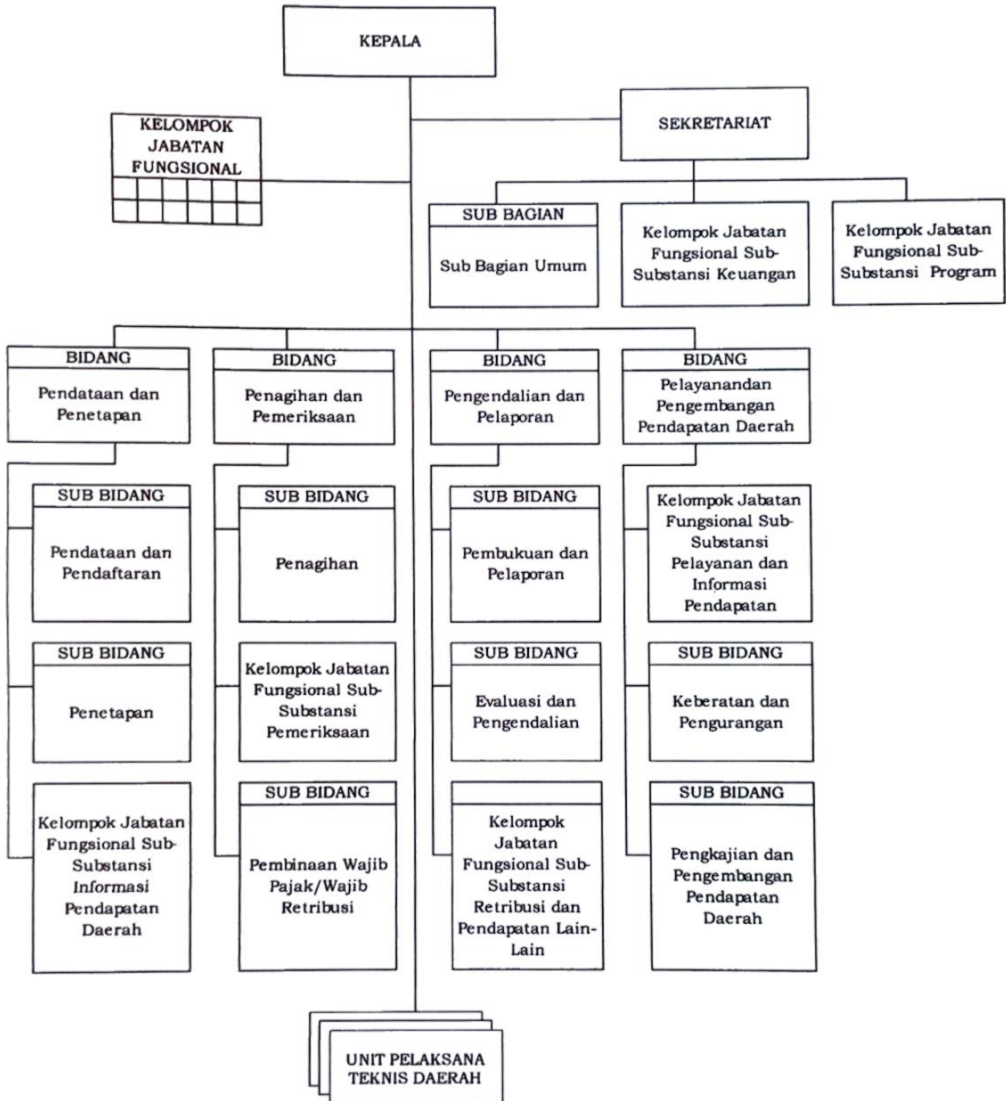 KEPALA
KELOMPOK
JABATAN
FUNGSIONAL
SEKRETARIAT
SUB BAGIAN
Sub Bagian Umum
Kelompok Jabatan
Fungsional Sub-
Substansi Keuangan
Kelompok Jabatan
Fungsional Sub-
Substansi Program
BIDANG
Pendataan dan
Penetapan
BIDANG
Penagihan dan
Pemeriksaan
BIDANG
Pengendalian dan
Pelaporan
BIDANG
Pelayanandan
Pengembangan
Pendapatan Daerah
SUB BIDANG
Pendataan dan
Pendaftaran
SUB BIDANG
Penagihan
SUB BIDANG
Pembukuan dan
Pelaporan
Kelompok Jabatan
Fungsional Sub-
Substansi
Pelayanan dan
Informasi
Pendapatan
SUB BIDANG
Penetapan
Kelompok Jabatan
Fungsional Sub-
Substansi
Pemeriksaan
SUB BIDANG
Evaluasi dan
Pengendalian
SUB BIDANG
Keberatan dan
Pengurangan
Kelompok Jabatan
Fungsional Sub-
Substansi
Informasi
Pendapatan
Daerah
SUB BIDANG
Pembinaan Wajib
Pajak/Wajib
Retribusi
Kelompok
Jabatan
Fungsional Sub-
Substansi
Retribusi dan
Pendapatan Lain-
Lain
SUB BIDANG
Pengkajian dan
Pengembangan
Pendapatan
Daerah
UNIT PELAKSANA
TEKNIS DAERAH